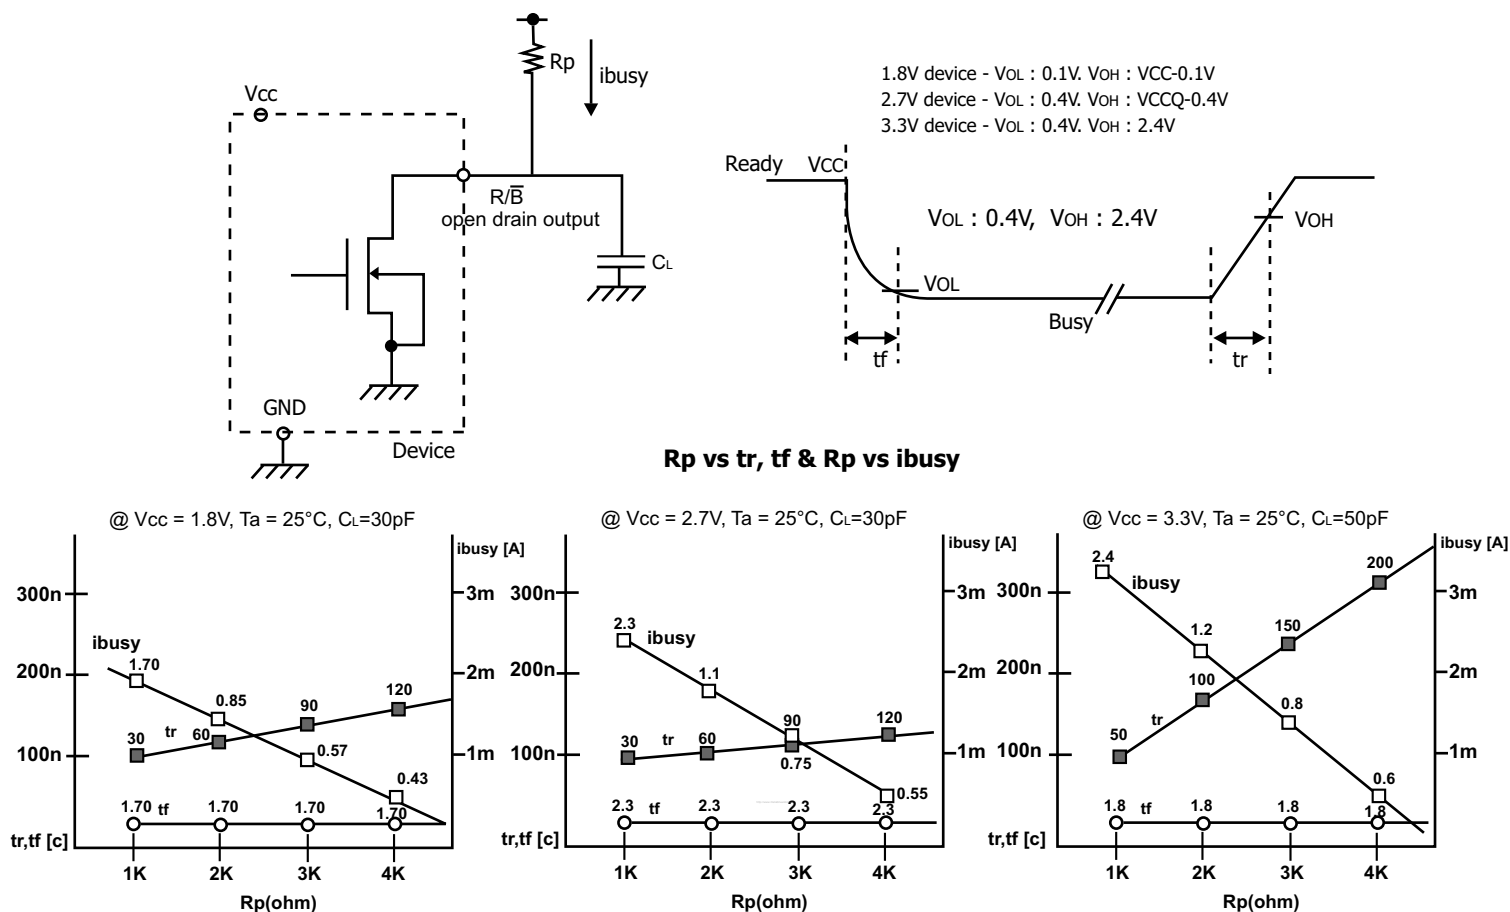 Rp
ibusy
Vcc
R/B̅
open drain output
CL
GND
Device
1.8V device - VOL : 0.1V. VOH : VCC-0.1V
2.7V device - VOL : 0.4V. VOH : VCCQ-0.4V
3.3V device - VOL : 0.4V. VOH : 2.4V
Ready VCC
VOL : 0.4V, VOH : 2.4V
VOH
VOL
Busy
tf
tr
Rp vs tr, tf & Rp vs ibusy
@ Vcc = 1.8V, Ta = 25°C, CL=30pF
ibusy [A]
300n
3m
ibusy
1.70
200n
2m
0.85
90
120
30
tr
60
0.57
100n
1m
0.43
1.70
tf
1.70
1.70
1.70
tr,tf [c]
1K
2K
3K
4K
Rp(ohm)
@ Vcc = 2.7V, Ta = 25°C, CL=30pF
ibusy [A]
300n
3m
2.3
ibusy
200n
2m
1.1
90
120
30
tr
60
100n
1m
0.75
0.55
2.3
tf
2.3
2.3
2.3
tr,tf [c]
1K
2K
3K
4K
Rp(ohm)
@ Vcc = 3.3V, Ta = 25°C, CL=50pF
ibusy [A]
2.4
200
300n
ibusy
3m
1.2
150
200n
100
2m
0.8
50
tr
100n
1m
0.6
1.8
tf
1.8
1.8
1.8
tr,tf [c]
1K
2K
3K
4K
Rp(ohm)